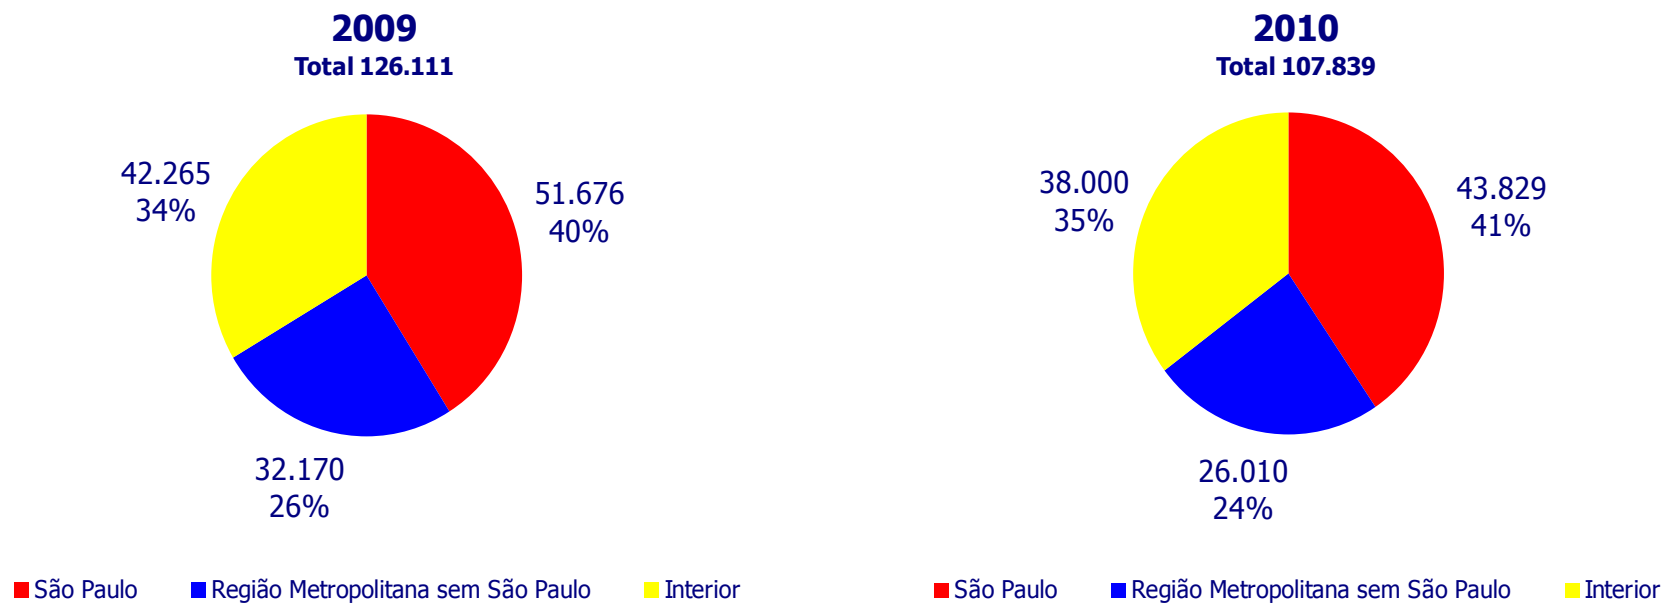 2009
Total 126.111
42.265
34%
51.676
40%
32.170
26%
São Paulo
Região Metropolitana sem São Paulo
Interior
2010
Total 107.839
38.000
35%
43.829
41%
26.010
24%
São Paulo
Região Metropolitana sem São Paulo
Interior